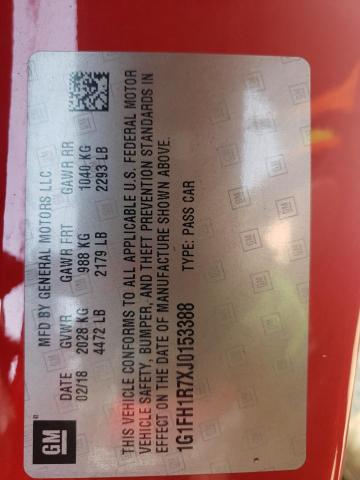 GM
MFD BY GENERAL MOTORS LLC
DATE GVWR GAWR FRT GAWR RR
02/18 2028 KG 988 KG 1040 KG
4472 LB 2179 LB 2293 LB
THIS VEHICLE CONFORMS TO ALL APPLICABLE U.S. FEDERAL MOTOR
VEHICLE SAFETY, BUMPER, AND THEFT PREVENTION STANDARDS IN
EFFECT ON THE DATE OF MANUFACTURE SHOWN ABOVE.
1G1FH1R7XJ0153388 TYPE: PASS CAR